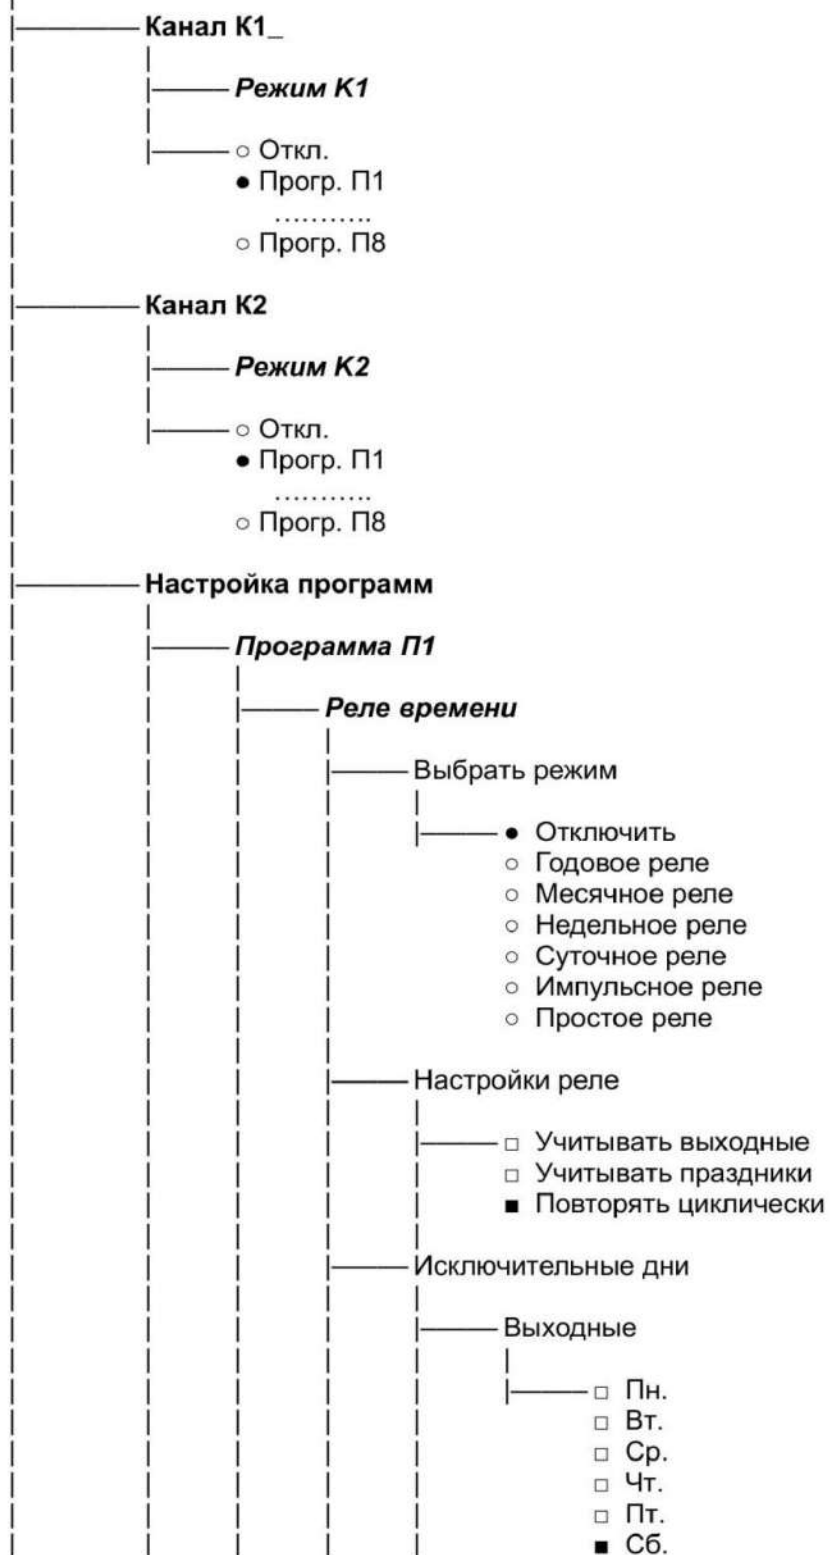 Канал К1_
Режим К1
○ Откл.
● Прогр. П1
...........
○ Прогр. П8
Канал К2
Режим К2
○ Откл.
● Прогр. П1
...........
○ Прогр. П8
Настройка программ
Программа П1
Реле времени
Выбрать режим
● Отключить
○ Годовое реле
○ Месячное реле
○ Недельное реле
○ Суточное реле
○ Импульсное реле
○ Простое реле
Настройки реле
□ Учитывать выходные
□ Учитывать праздники
■ Повторять циклически
Исключительные дни
Выходные
□ Пн.
□ Вт.
□ Ср.
□ Чт.
□ Пт.
■ Сб.